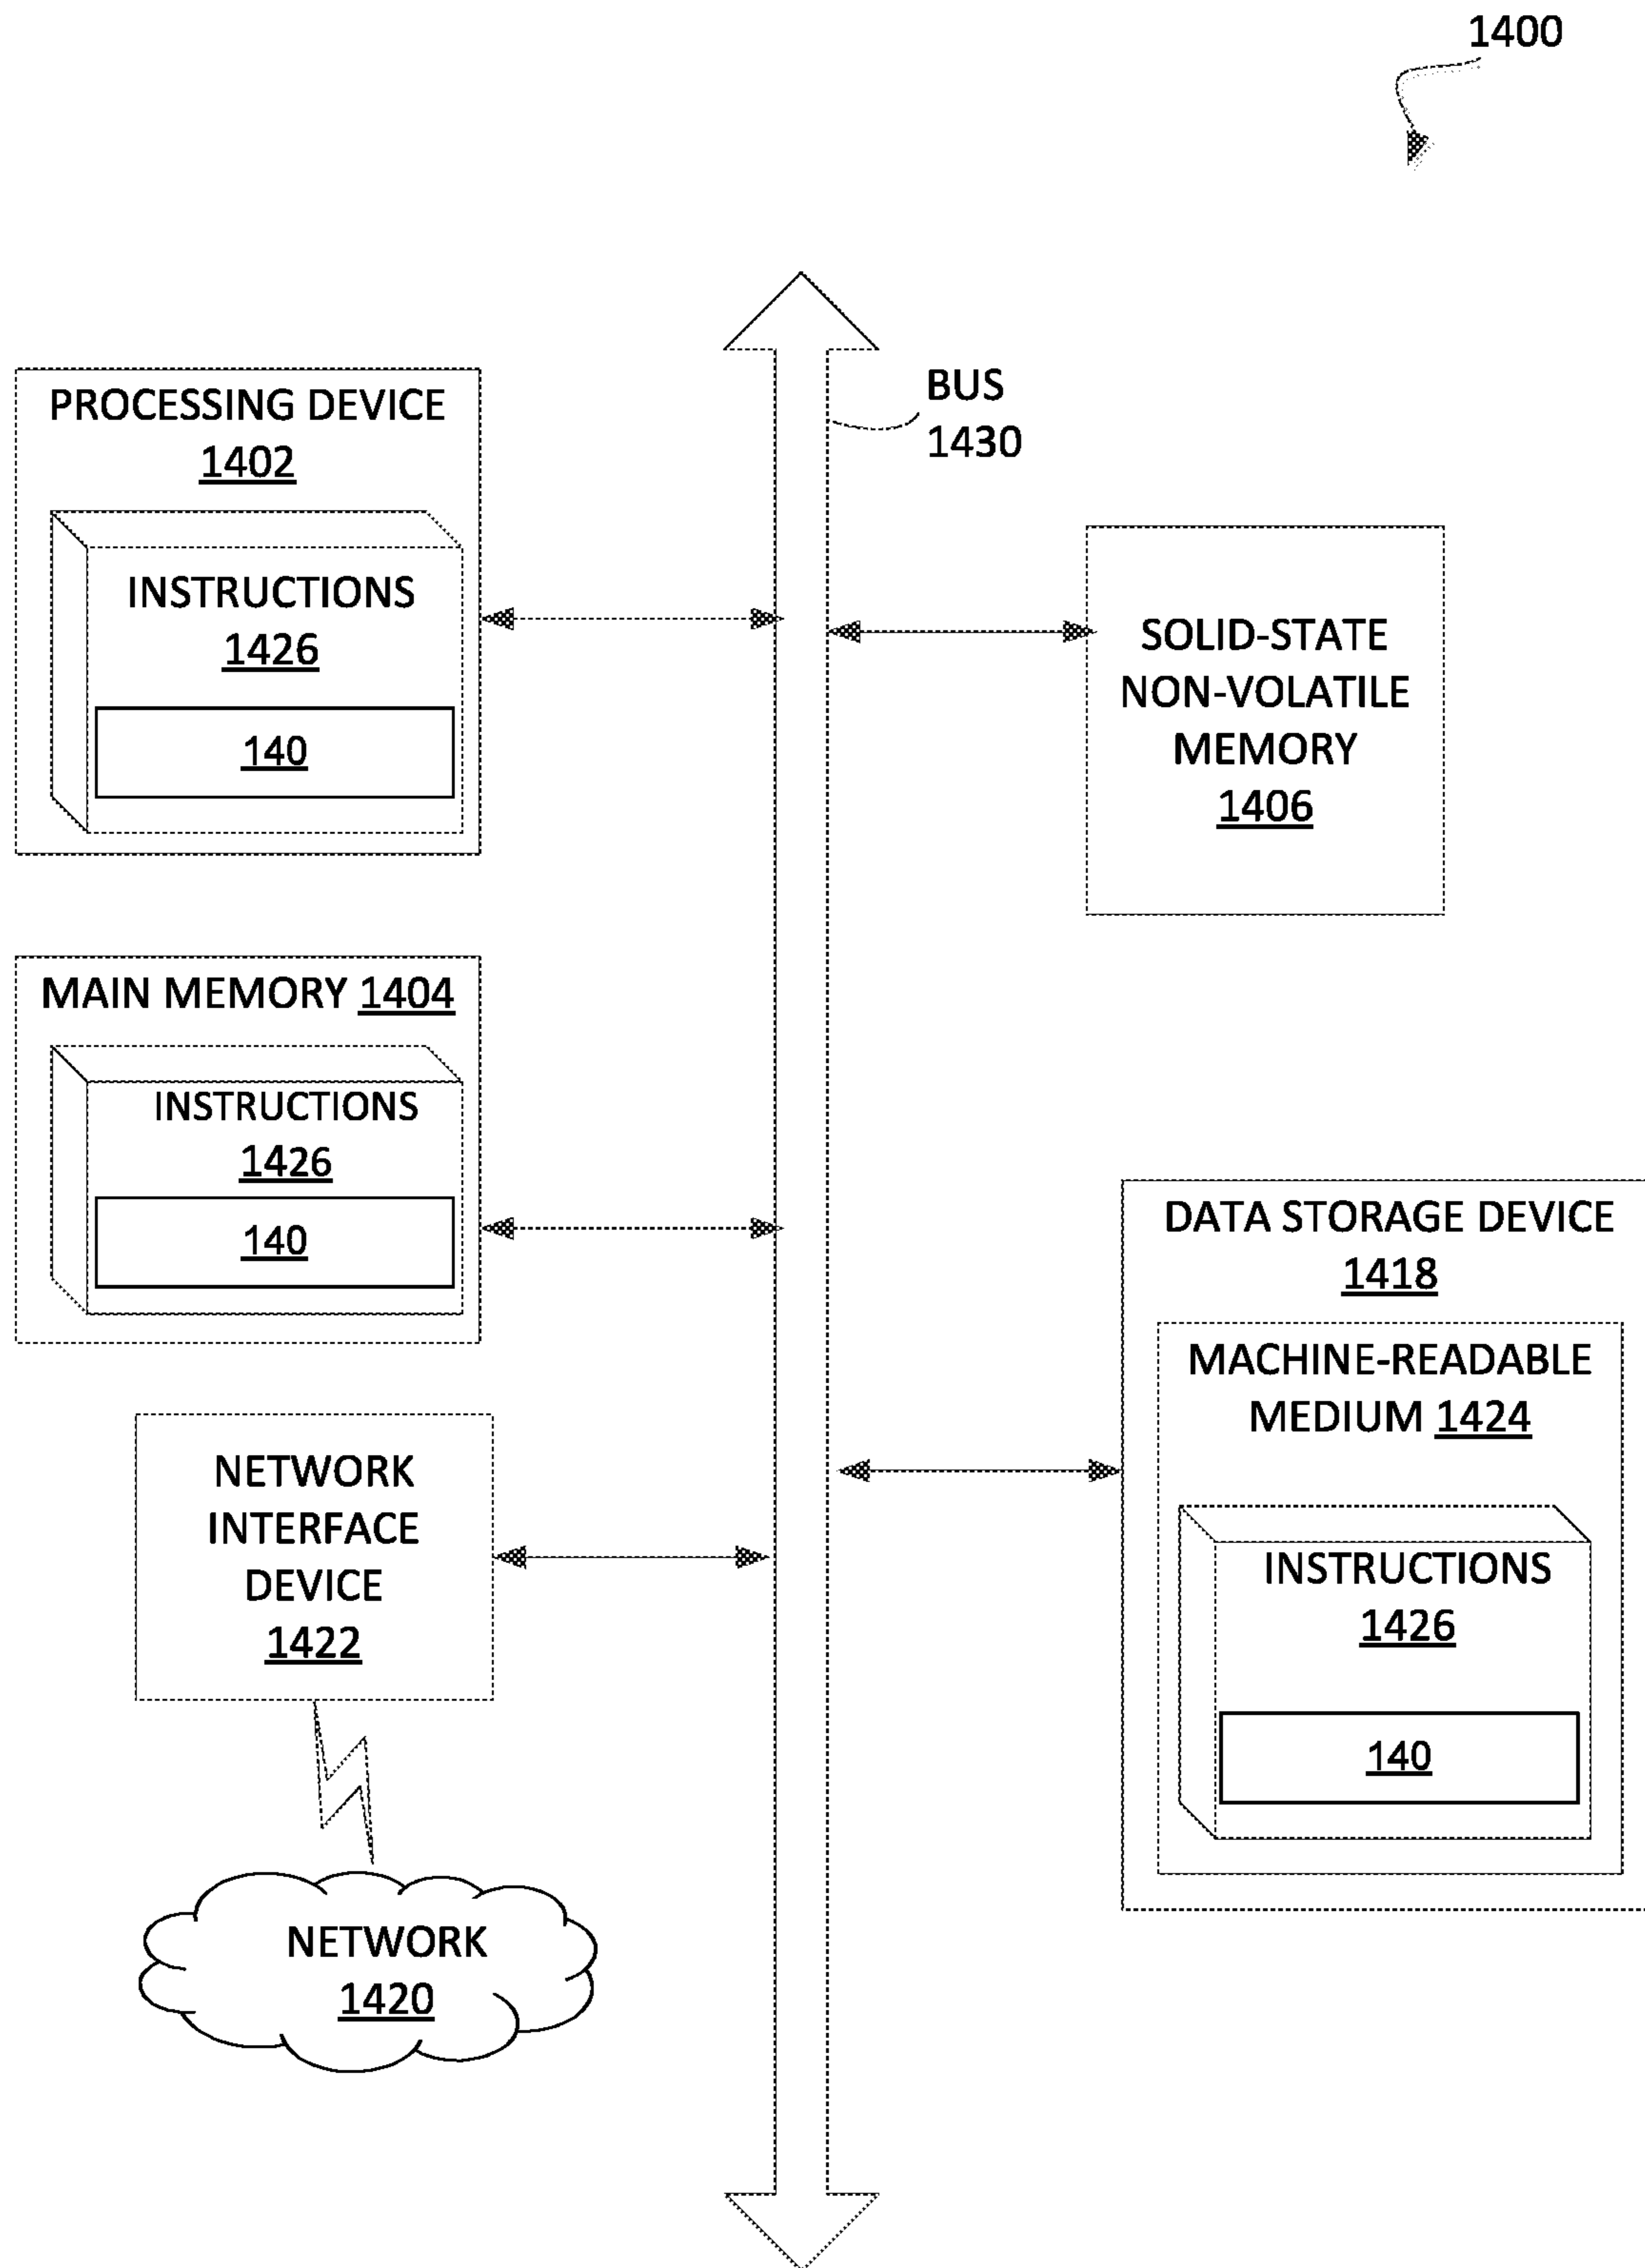 1400
PROCESSING DEVICE
1402
INSTRUCTIONS
1426
140
BUS
1430
SOLID-STATE
NON-VOLATILE
MEMORY
1406
MAIN MEMORY 1404
INSTRUCTIONS
1426
140
DATA STORAGE DEVICE
1418
MACHINE-READABLE
MEDIUM 1424
INSTRUCTIONS
1426
140
NETWORK
INTERFACE
DEVICE
1422
NETWORK
1420